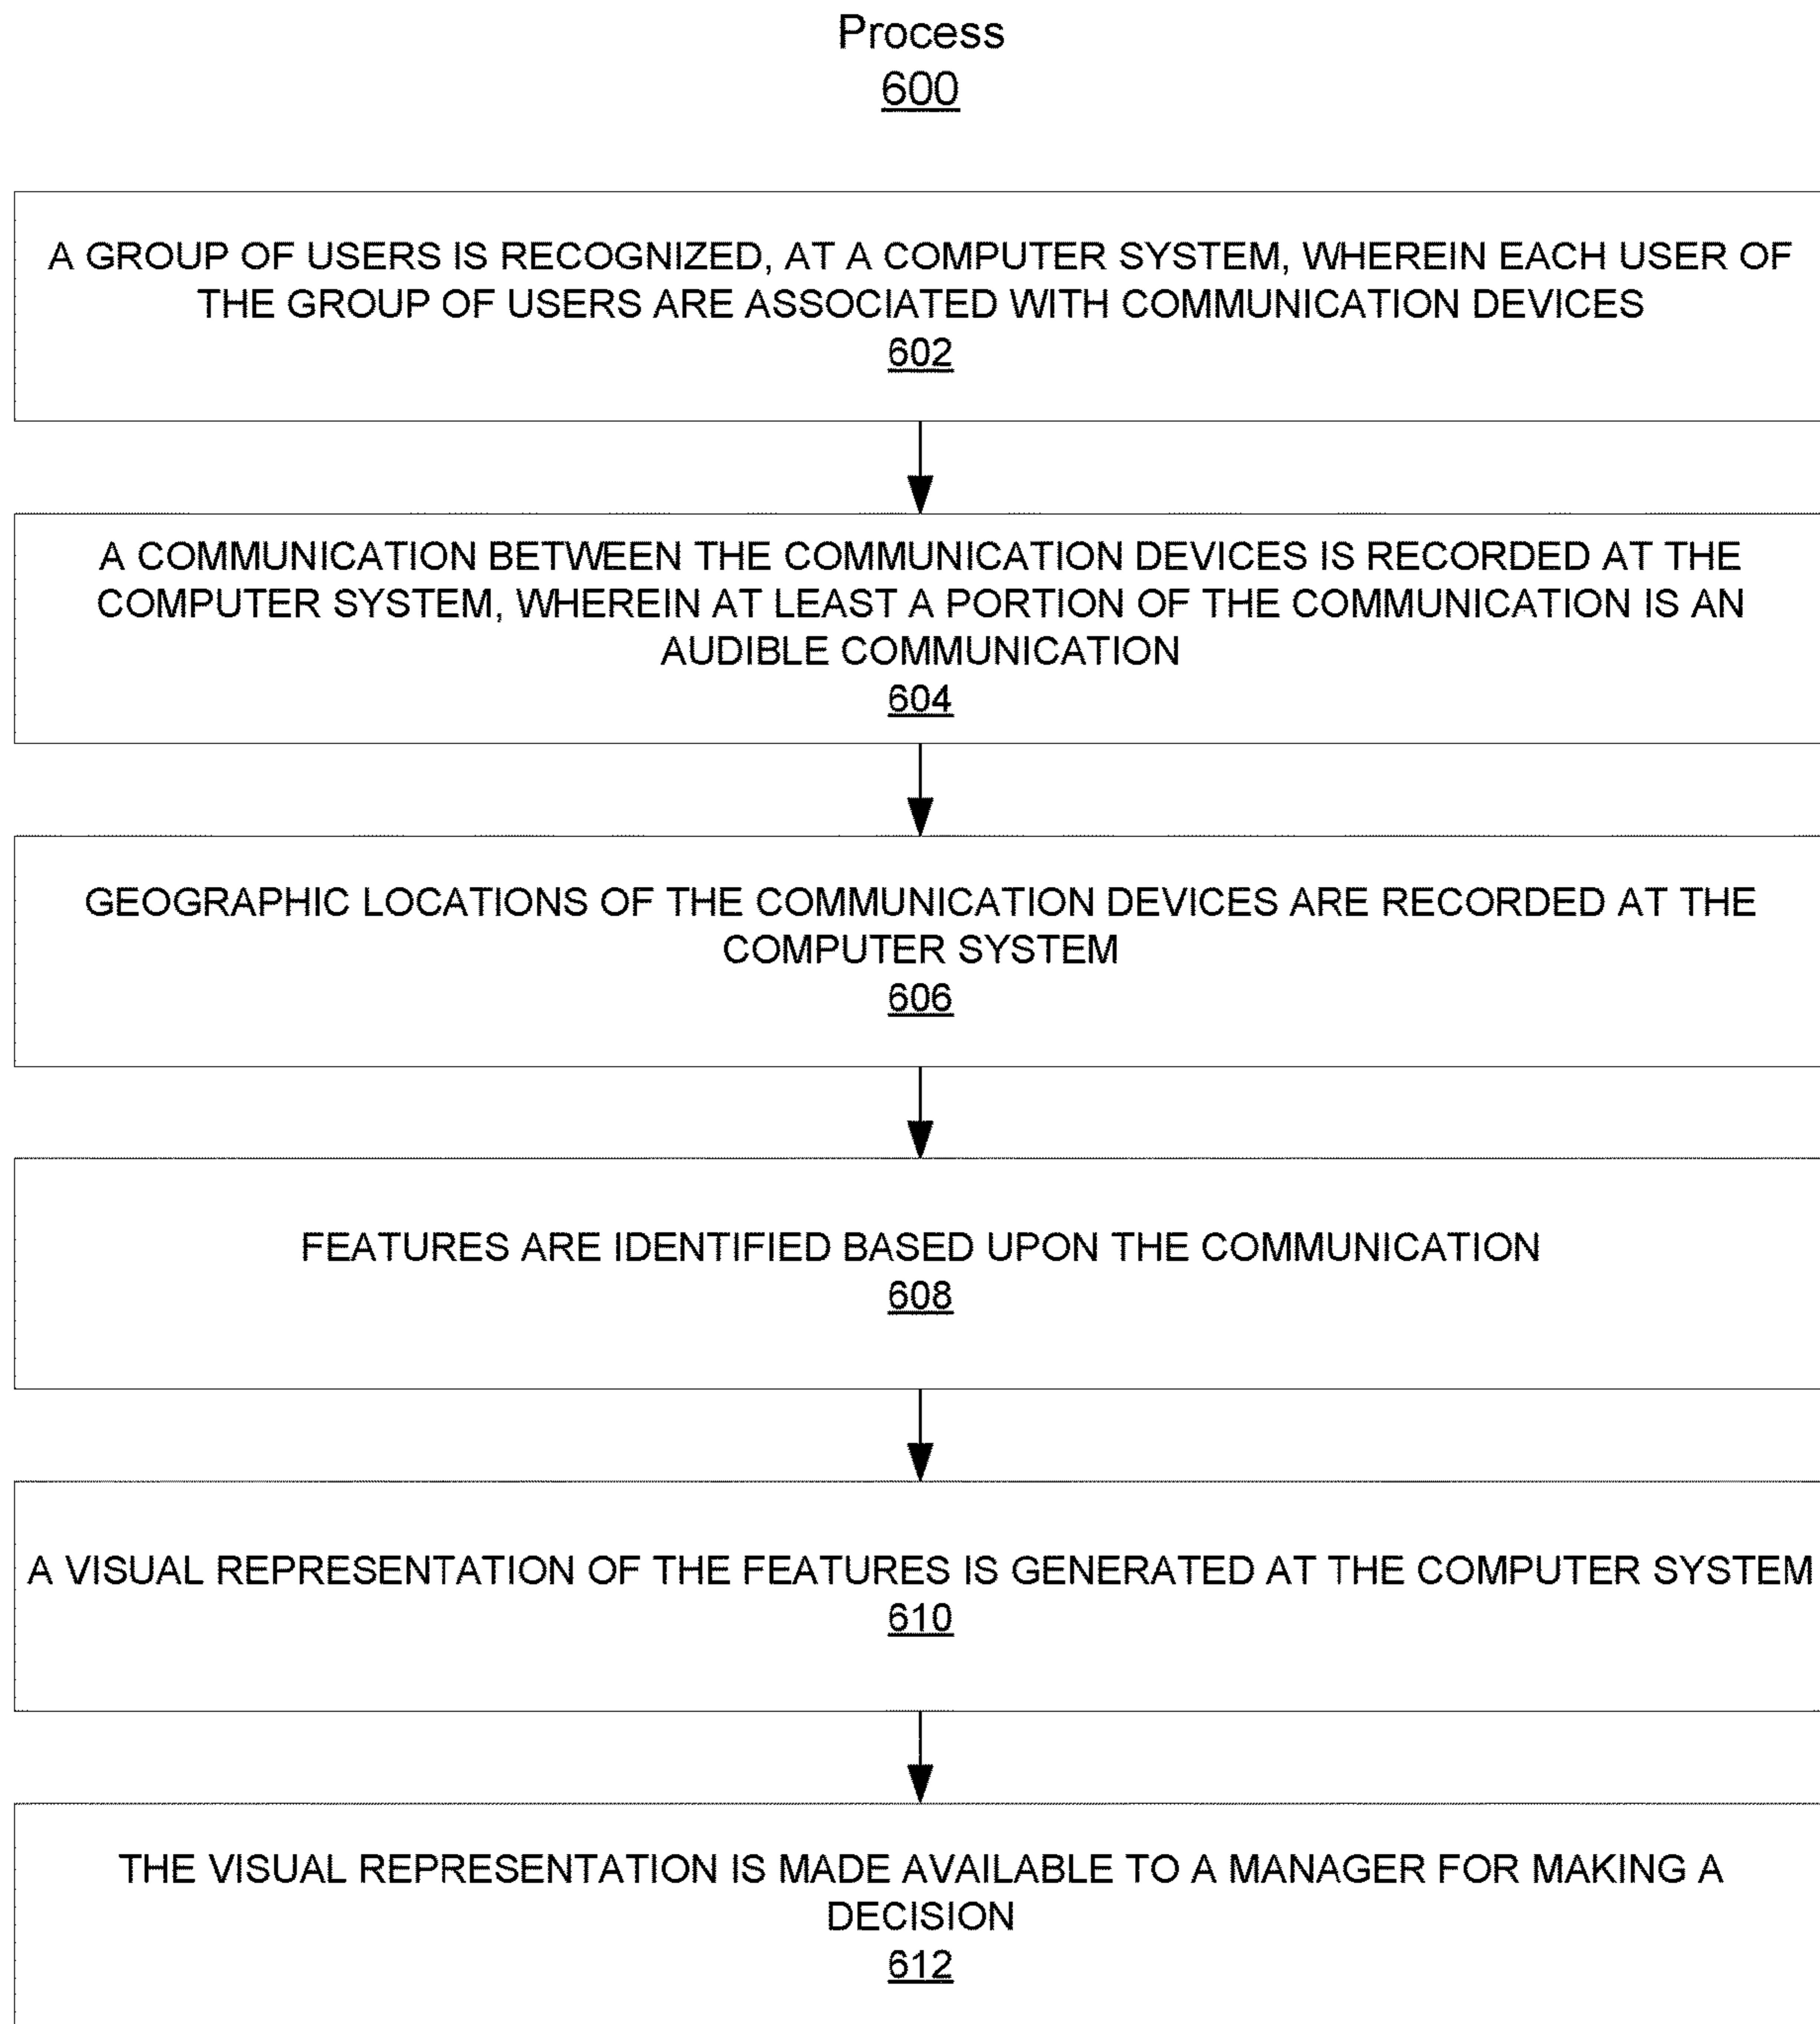 Process
600
A GROUP OF USERS IS RECOGNIZED, AT A COMPUTER SYSTEM, WHEREIN EACH USER OF
THE GROUP OF USERS ARE ASSOCIATED WITH COMMUNICATION DEVICES
602
A COMMUNICATION BETWEEN THE COMMUNICATION DEVICES IS RECORDED AT THE
COMPUTER SYSTEM, WHEREIN AT LEAST A PORTION OF THE COMMUNICATION IS AN
AUDIBLE COMMUNICATION
604
GEOGRAPHIC LOCATIONS OF THE COMMUNICATION DEVICES ARE RECORDED AT THE
COMPUTER SYSTEM
606
FEATURES ARE IDENTIFIED BASED UPON THE COMMUNICATION
608
A VISUAL REPRESENTATION OF THE FEATURES IS GENERATED AT THE COMPUTER SYSTEM
610
THE VISUAL REPRESENTATION IS MADE AVAILABLE TO A MANAGER FOR MAKING A
DECISION
612